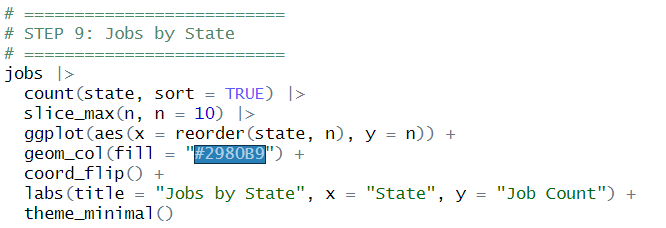 # ==========================
# STEP 9: Jobs by State
# ==========================
jobs |>
  count(state, sort = TRUE) |>
  slice_max(n, n = 10) |>
  ggplot(aes(x = reorder(state, n), y = n)) +
  geom_col(fill = "#2980B9") +
  coord_flip() +
  labs(title = "Jobs by State", x = "State", y = "Job Count") +
  theme_minimal()